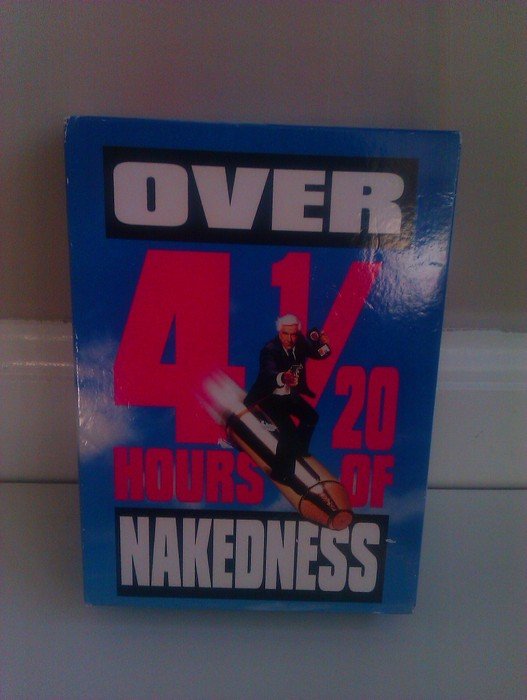 OVER
4 1/20
HOURS OF
NAKEDNESS